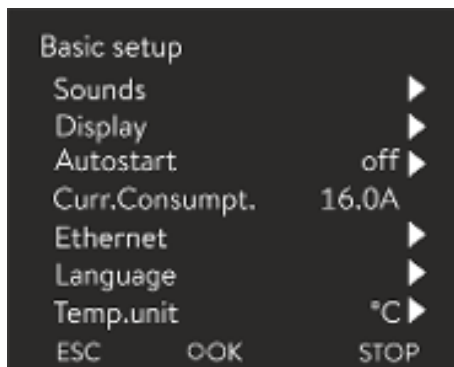 Basic setup
Sounds
Display
Autostart off
Curr.Consumpt. 16.0A
Ethernet
Language
Temp.unit °C
ESC OOK STOP